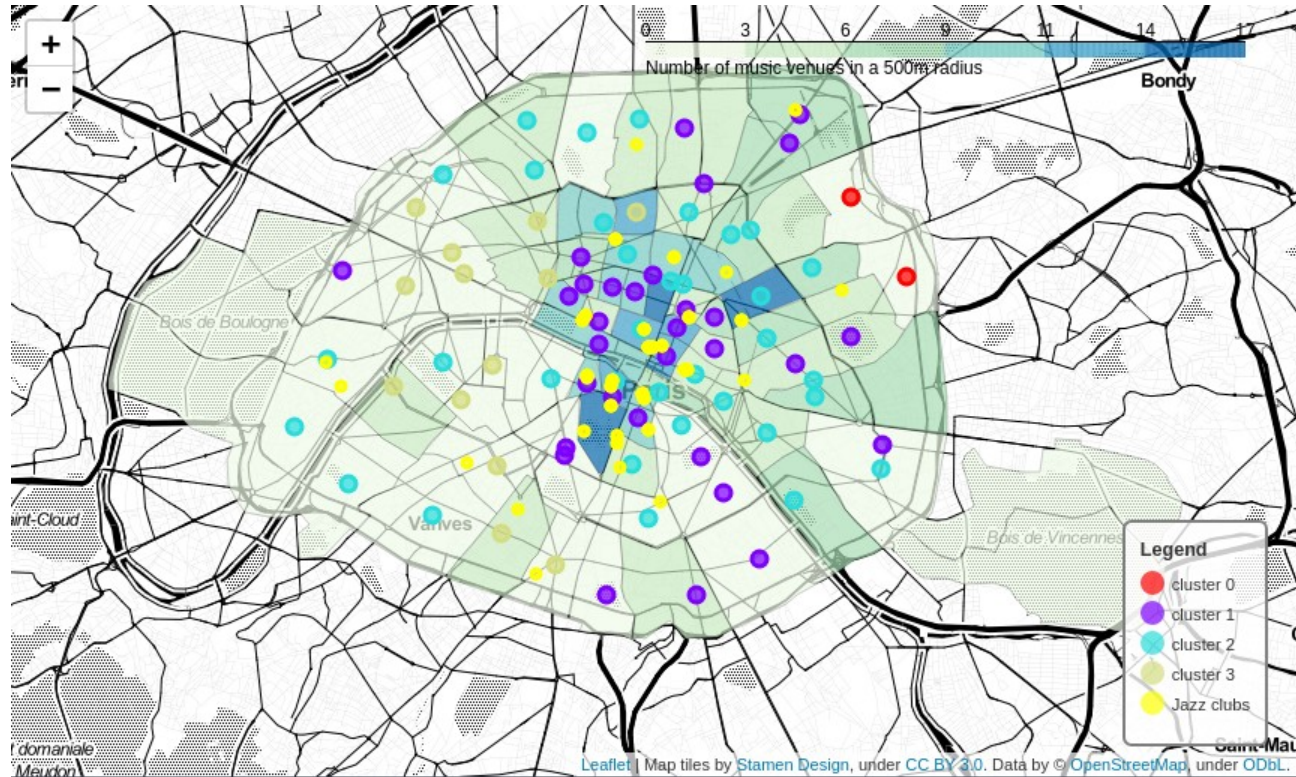 +
−
0 3 6 9 11 14 17
Number of music venues in a 500m radius
Bondy
Bois de Boulogne
Paris
Vanves
Bois de Vincennes
aint-Cloud
Legend
cluster 0
cluster 1
cluster 2
cluster 3
Jazz clubs
Saint-Mau
t domaniale
Meudon
Leaflet | Map tiles by Stamen Design, under CC BY 3.0. Data by © OpenStreetMap, under ODbL.